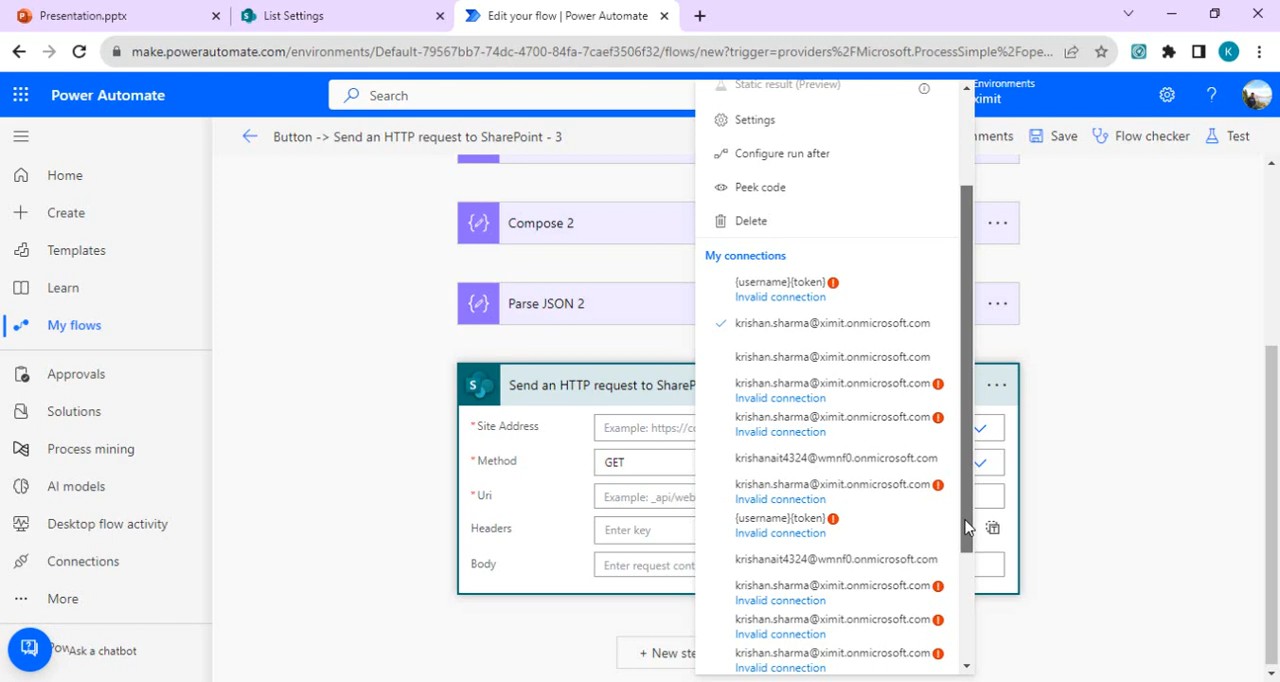 Presentation.pptx
List Settings
Edit your flow | Power Automate
make.powerautomate.com/environments/Default-79567bb7-74dc-4700-84fa-7caef3506f32/flows/new?trigger=providers%2FMicrosoft.ProcessSimple%2Fope...
K
Power Automate
Search
Environments
ximit
Button -> Send an HTTP request to SharePoint - 3
Save
Flow checker
Test
Home
Create
Templates
Learn
My flows
Approvals
Solutions
Process mining
AI models
Desktop flow activity
Connections
More
Ask a chatbot
Compose 2
Parse JSON 2
Send an HTTP request to ShareP
* Site Address
Example: https://co
* Method
GET
* Uri
Example: _api/web
Headers
Enter key
Body
Enter request cont
+ New ste
Static result (Preview)
Settings
Configure run after
Peek code
Delete
My connections
{username}{token}
Invalid connection
krishan.sharma@ximit.onmicrosoft.com
krishan.sharma@ximit.onmicrosoft.com
krishan.sharma@ximit.onmicrosoft.com
Invalid connection
krishan.sharma@ximit.onmicrosoft.com
Invalid connection
krishanait4324@wmnf0.onmicrosoft.com
krishan.sharma@ximit.onmicrosoft.com
Invalid connection
{username}{token}
Invalid connection
krishanait4324@wmnf0.onmicrosoft.com
krishan.sharma@ximit.onmicrosoft.com
Invalid connection
krishan.sharma@ximit.onmicrosoft.com
Invalid connection
krishan.sharma@ximit.onmicrosoft.com
Invalid connection